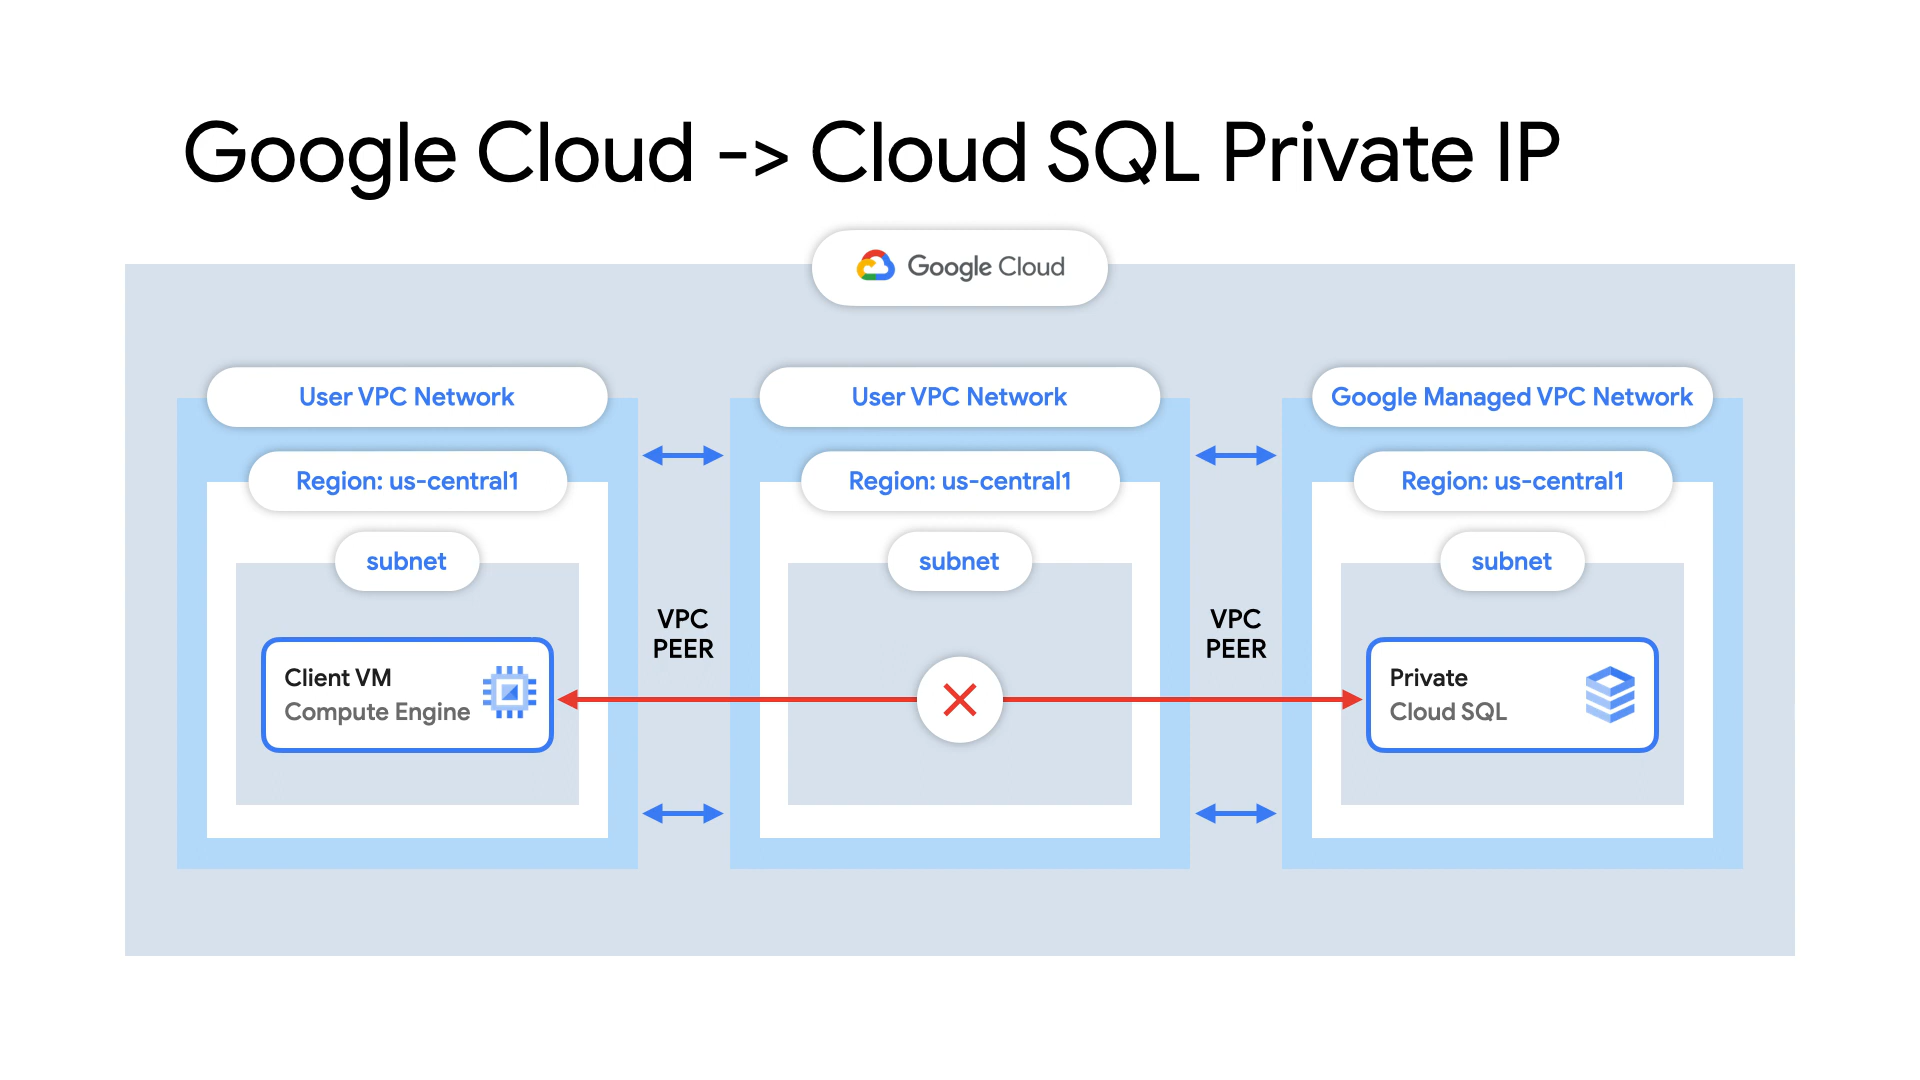 Google Cloud -> Cloud SQL Private IP
Google Cloud
User VPC Network
Region: us-central1
subnet
Client VM
Compute Engine
VPC
PEER
User VPC Network
Region: us-central1
subnet
VPC
PEER
Google Managed VPC Network
Region: us-central1
subnet
Private
Cloud SQL